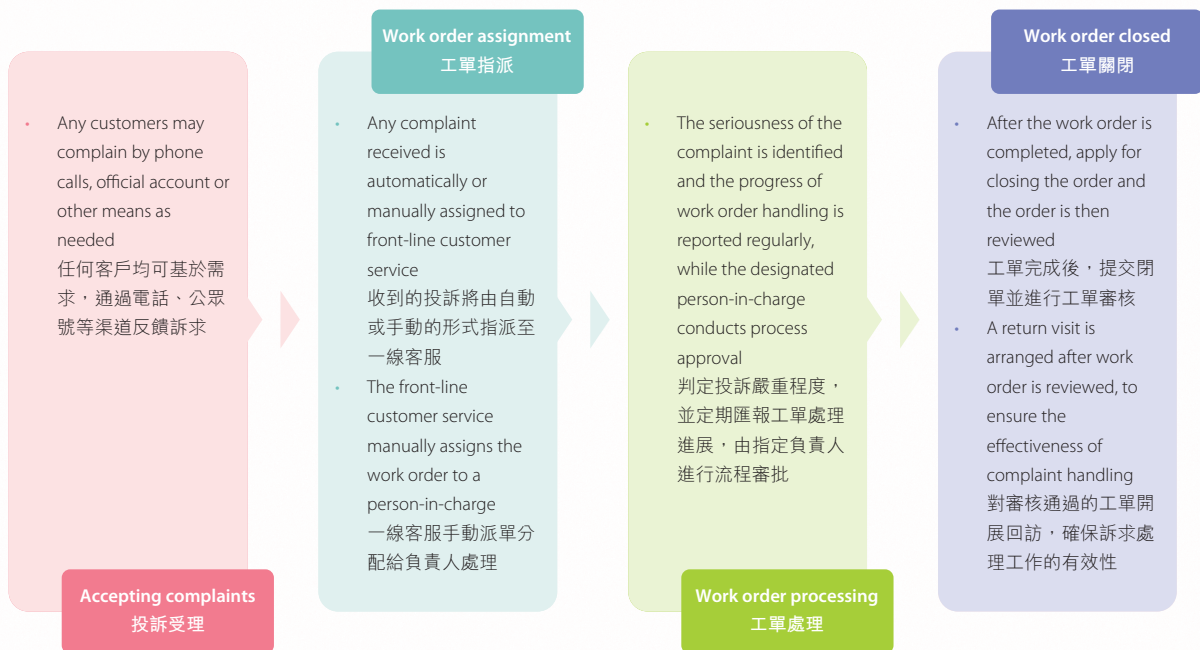 Any customers may
complain by phone
calls, official account or
other means as
needed
任何客戶均可基於需
求，通過電話、公眾
號等渠道反饋訴求
Accepting complaints
投訴受理
Work order assignment
工單指派
Any complaint
received is
automatically or
manually assigned to
front-line customer
service
收到的投訴將由自動
或手動的形式指派至
一線客服
The front-line
customer service
manually assigns the
work order to a
person-in-charge
一線客服手動派單分
配給負責人處理
The seriousness of the
complaint is identified
and the progress of
work order handling is
reported regularly,
while the designated
person-in-charge
conducts process
approval
判定投訴嚴重程度，
並定期匯報工單處理
進展，由指定負責人
進行流程審批
Work order processing
工單處理
Work order closed
工單關閉
After the work order is
completed, apply for
closing the order and
the order is then
reviewed
工單完成後，提交閉
單並進行工單審核
A return visit is
arranged after work
order is reviewed, to
ensure the
effectiveness of
complaint handling
對審核通過的工單開
展回訪，確保訴求處
理工作的有效性